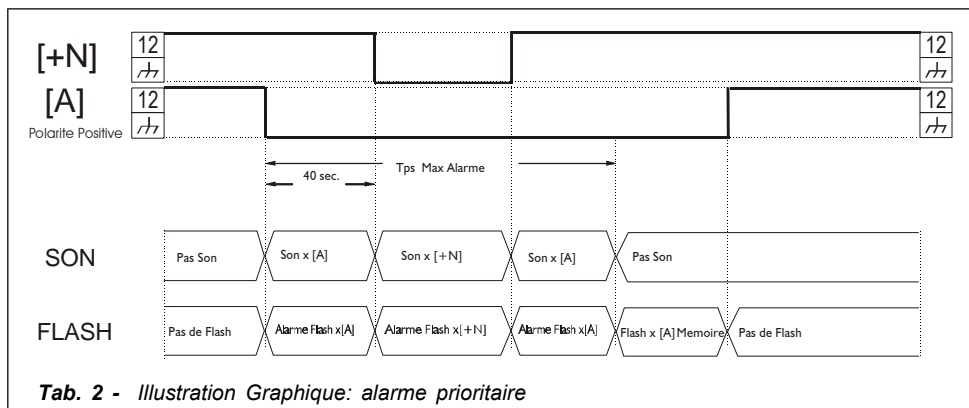 [+N] 12 12
[A] 12 12
Polarite Positive
Tps Max Alarme
40 sec.
SON Pas Son Son x [A] Son x [+N] Son x [A] Pas Son
FLASH Pas de Flash Alarme Flash x[A] Alarme Flash x[+N] Alarme Flash x[A] Flash x [A] Memoire Pas de Flash
Tab. 2 - Illustration Graphique: alarme prioritaire